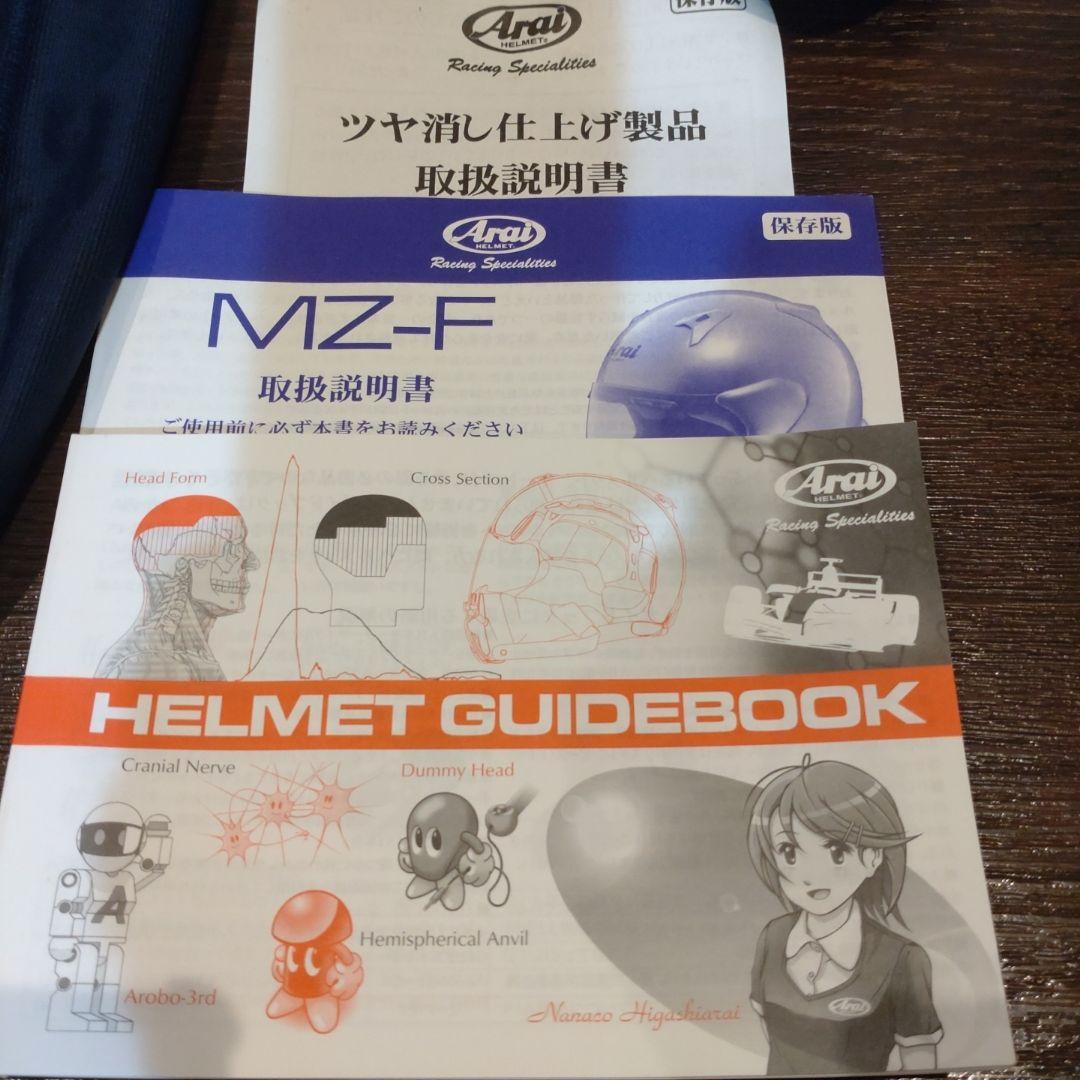 保存版
Arai
HELMET
Racing Specialities
ツヤ消し仕上げ製品
取扱説明書
Arai
HELMET
Racing Specialities
保存版
MZ-F
取扱説明書
ご使用前に必ず本書をお読みください
Arai
Head Form
Cross Section
Arai
HELMET
Racing Specialities
HELMET GUIDEBOOK
Cranial Nerve
Dummy Head
A
Hemispherical Anvil
Arobo-3rd
Nanaco Higashiarai
Arai